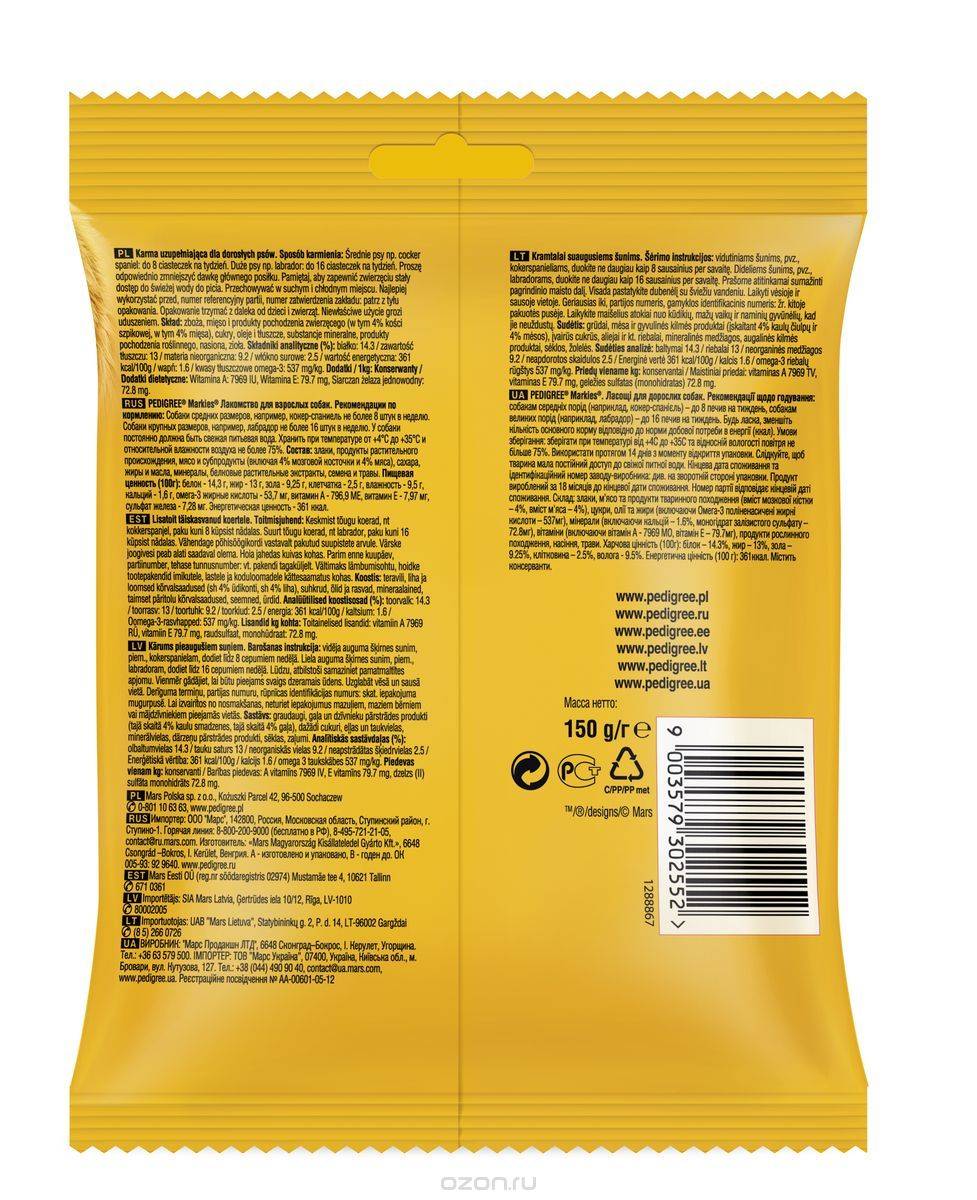 PL Karma uzupełniająca dla dorosłych psów. Sposób karmienia: Średnie psy np. cocker
spaniel: do 8 ciasteczek na tydzień. Duże psy np. labrador: do 16 ciasteczek na tydzień. Proszę
odpowiednio zmniejszyć dawkę głównego posiłku. Pamiętaj, aby zapewnić zwierzęciu stały
dostęp do świeżej wody do picia. Przechowywać w suchym i chłodnym miejscu. Najlepiej
wykorzystać przed, numer referencyjny partii, numer zatwierdzenia zakładu: patrz z tyłu
opakowania. Opakowanie trzymać z daleka od dzieci i zwierząt. Niewłaściwe użycie grozi
uduszeniem. Skład: zboża, mięso i produkty pochodzenia zwierzęcego (w tym 4% kości
szpikowej, w tym 4% mięsa), cukry, oleje i tłuszcze, substancje mineralne, produkty
pochodzenia roślinnego, nasiona, zioła. Składniki analityczne (%): białko: 14.3 / zawartość
tłuszczu: 13 / materia nieorganiczna: 9.2 / włókno surowe: 2.5 / wartość energetyczna: 361
kcal/100g / wapń: 1.6 / kwasy tłuszczowe omega-3: 537 mg/kg. Dodatki / 1kg: Konserwanty /
Dodatki dietetyczne: Witamina A: 7969 IU, Witamina E: 79.7 mg, Siarczan żelaza jednowodny:
72.8 mg.
RUS PEDIGREE® Markies® Лакомство для взрослых собак. Рекомендации по
кормлению: Собаки средних размеров, например, кокер-спаниель не более 8 штук в неделю.
Собаки крупных размеров, например, лабрадор не более 16 штук в неделю. У собаки
постоянно должна быть свежая питьевая вода. Хранить при температуре от +4°C до +35°C и
относительной влажности воздуха не более 75%. Состав: злаки, продукты растительного
происхождения, мясо и субпродукты (включая 4% мозговой косточки и 4% мяса), сахара,
жиры и масла, минералы, белковые растительные экстракты, семена и травы. Пищевая
ценность (100г): белок - 14,3 г, жир - 13 г, зола - 9,25 г, клетчатка - 2,5 г, влажность - 9,5 г,
кальций - 1,6 г, омега-3 жирные кислоты - 53,7 мг, витамин А - 796,9 МЕ, витамин Е - 7,97 мг,
сульфат железа - 7,28 мг. Энергетическая ценность - 361 ккал.
EST Lisatoit täiskasvanud koertele. Toitmisjuhend: Keskmist tõugu koerad, nt
kokkerspanjel, paku kuni 8 küpsist nädalas. Suurt tõugu koerad, nt labrador, paku kuni 16
küpsist nädalas. Vähendage põhisöögikordi vastavalt pakutud suupistete arvule. Värske
joogivesi peab alati saadaval olema. Hoia jahedas kuivas kohas. Parim enne kuupäev,
partiinumber, tehase tunnusnumber: vt. pakendi tagaküljelt. Vältimaks lämbumisohtu, hoidke
tootepakendid imikutele, lastele ja koduloomadele kättesaamatus kohas. Koostis: teravili, liha ja
loomsed kõrvalsaadused (sh 4% üdikonti, sh 4% liha), suhkrud, õlid ja rasvad, mineraalained,
taimset päritolu kõrvalsaadused, seemned, ürdid. Analüütilised koostisosad (%): toorvalk: 14.3
/ toorrasv: 13 / toortuhk: 9.2 / toorkiud: 2.5 / energia: 361 kcal/100g / kaltsium: 1.6 /
Oomega-3-rasvhapped: 537 mg/kg. Lisandid kg kohta: Toitainelised lisandid: vitamiin A 7969
RÜ, vitamiin E 79.7 mg, raudsulfaat, monohüdraat: 72.8 mg.
LV Kārums pieaugušiem suņiem. Barošanas instrukcija: vidēja auguma šķirnes suņim,
piem., kokerspanielam, dodiet līdz 8 cepumiem nedēļā. Liela auguma šķirnes sunim, piem.,
labradoram, dodiet līdz 16 cepumiem nedēļā. Lūdzu, atbilstoši samaziniet pamatmaltītes
apjomu. Vienmēr gādājiet, lai būtu pieejams svaigs dzeramais ūdens. Uzglabāt vēsā un sausā
vietā. Derīguma termiņu, partijas numuru, rūpnīcas identifikācijas numurs: skat. iepakojuma
mugurpusē. Lai izvairītos no nosmakšanas, neturiet iepakojumus mazuļiem, maziem bērniem
vai mājdzīvniekiem pieejamās vietās. Sastāvs: graudaugi, gaļa un dzīvnieku pārstrādes produkti
(tajā skaitā 4% kaulu smadzenes, tajā skaitā 4% gaļa), dažādi cukuri, eļļas un taukvielas,
minerālvielas, dārzeņu pārstrādes produkti, sēklas, zaļumi. Analītiskās sastāvdaļas (%):
olbaltumvielas 14.3 / tauku saturs 13 / neorganiskās vielas 9.2 / neapstrādātas šķiedrvielas 2.5 /
Enerģētiskā vērtība: 361 kcal/100g / kalcijs 1.6 / omega 3 taukskābes 537 mg/kg. Piedevas
vienam kg: konservanti / Barības piedevas: A vitamīns 7969 IV, E vitamīns 79.7 mg, dzelzs (II)
sulfāta monohidrāts 72.8 mg.
PL Mars Polska sp. z o.o., Kożuszki Parcel 42, 96-500 Sochaczew
✆ 0-801 10 63 63, www.pedigree.pl
RUS Импортер: ООО "Марс", 142800, Россия, Московская область, Ступинский район, г.
Ступино-1. Горячая линия: 8-800-200-9000 (бесплатно в РФ), 8-495-721-21-05,
contact@ru.mars.com. Изготовитель: «Mars Magyarország Kisállateledel Gyárto Kft.», 6648
Csongrád –Bokros, I. Kerület, Венгрия. А - изготовлено и упаковано, В - годен до. ОК
005-93: 92 9640. www.pedigree.ru
EST Mars Eesti OÜ (reg.nr söödaregistris 02974) Mustamäe tee 4, 10621 Tallinn
✆ 671 0361
LV Importētājs: SIA Mars Latvia, Ģertrūdes iela 10/12, Rīga, LV-1010
✆ 80002005
LT Importuotojas: UAB "Mars Lietuva", Statybininkų g. 2, P. d. 14, LT-96002 Gargždai
✆ (8 5) 266 0726
UA ВИРОБНИК: "Марс Продакшн ЛТД", 6648 Сконград–Бокрос, І. Керулет, Угорщина.
Тел.: +36 63 579 500. ІМПОРТЕР: ТОВ "Марс Україна", 07400, Україна, Київська обл., м.
Бровари, вул. Кутузова, 127. Тел.: +38 (044) 490 90 40, contact@ua.mars.com,
www.pedigree.ua. Реєстраційне посвідчення № АА-00601-05-12
LT Kramtalai suaugusiems šunims. Šėrimo instrukcijos: vidutiniams šunims, pvz.,
kokerspanieliams, duokite ne daugiau kaip 8 sausainius per savaitę. Dideliems šunims, pvz.,
labradorams, duokite ne daugiau kaip 16 sausainius per savaitę. Prašome atitinkamai sumažinti
pagrindinio maisto dalį. Visada pastatykite dubenėlį su šviežiu vandeniu. Laikyti vėsioje ir
sausoje vietoje. Geriausias iki, partijos numeris, gamyklos identifikacinis numeris: žr. kitoje
pakuotės pusėje. Laikykite maišelius atokiai nuo kūdikių, mažų vaikų ir naminių gyvūnėlių, kad
jie neuždustų. Sudėtis: grūdai, mėsa ir gyvulinės kilmės produktai (įskaitant 4% kaulų čiulpų ir
4% mėsos), įvairūs cukrūs, aliejai ir kt. riebalai, mineralinės medžiagos, augalinės kilmės
produktai, sėklos, žolelės. Sudėties analizė: baltymai 14.3 / riebalai 13 / neorganinės medžiagos
9.2 / neapdorotos skaidulos 2.5 / Energinė vertė 361 kcal/100g / kalcis 1.6 / omega-3 riebalų
rūgštys 537 mg/kg. Priedų viename kg: konservantai / Maistiniai priedai: vitaminas A 7969 TV,
vitaminas E 79.7 mg, geležies sulfatas (monohidratas) 72.8 mg.
UA PEDIGREE® Markies®. Ласощі для дорослих собак. Рекомендації щодо годування:
собакам середніх порід (наприклад, кокер-спанієль) – до 8 печив на тиждень, собакам
великих порід (наприклад, лабрадор) – до 16 печив на тиждень. Будь ласка, зменшіть
кількість основного корму відповідно до норми добової потреби в енергії (ккал). Умови
зберігання: зберігати при температурі від +4С до +35С та відносній вологості повітря не
більше 75%. Використати протягом 14 днів з моменту відкриття упаковки. Слідкуйте, щоб
тварина мала постійний доступ до свіжої питної води. Кінцева дата споживання та
ідентифікаційний номер заводу-виробника: див. на зворотній стороні упаковки. Продукт
вироблений за 18 місяців до кінцевої дати споживання. Номер партії відповідає кінцевій даті
споживання. Склад: злаки, м'ясо та продукти тваринного походження (вміст мозкової кістки
– 4%, вміст м'яса – 4%), цукри, олії та жири (включаючи Омега-3 поліненасичені жирні
кислоти – 537мг), мінерали (включаючи кальцій – 1.6%, моногідрат залізистого сульфату –
72.8мг), вітаміни (включаючи вітамін А - 7969 МО, вітамін Е – 79.7мг), продукти рослинного
походження, насіння, трави. Харчова цінність (100г): білок – 14.3%, жир – 13%, зола –
9.25%, клітковина – 2.5%, волога - 9.5%. Енергетична цінність (100 г): 361ккал. Містить
консерванти.
www.pedigree.pl
www.pedigree.ru
www.pedigree.ee
www.pedigree.lv
www.pedigree.lt
www.pedigree.ua
Масса нетто:
150 g/г ℮
РСТ
C/PP/PP met
™/®/designs/© Mars
9 003579 302552 >
1288867
ozon.ru